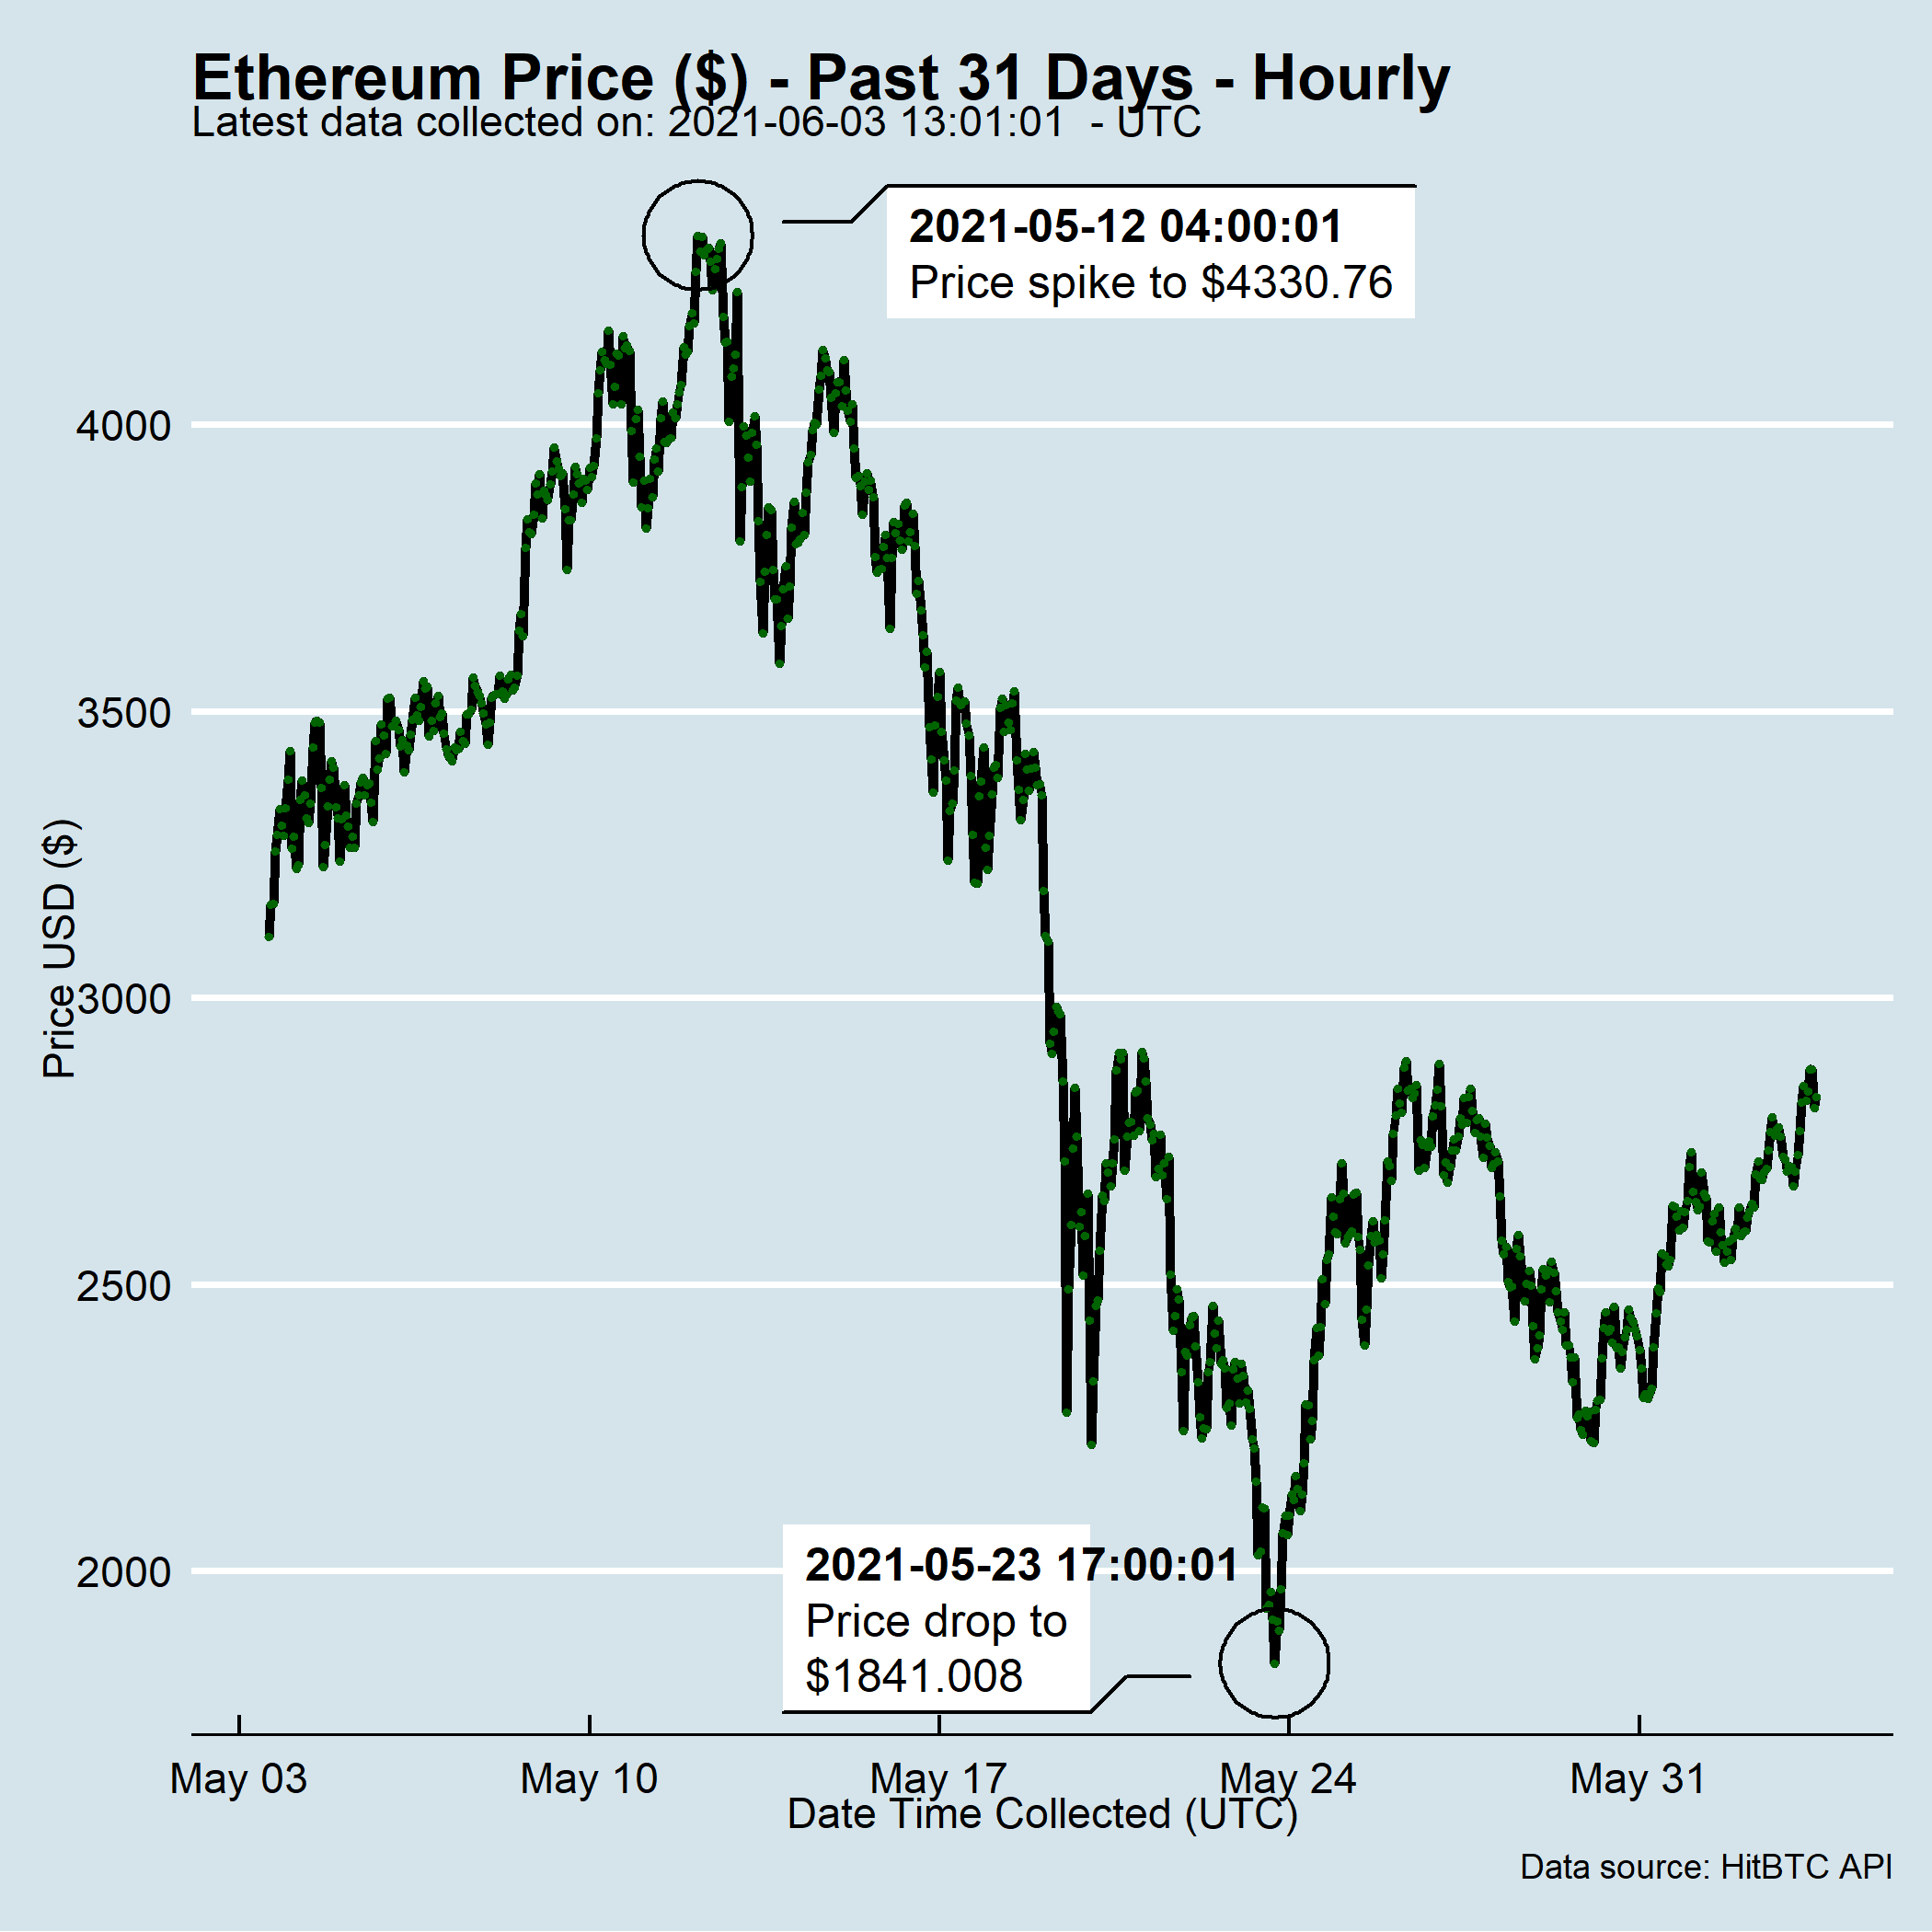 Ethereum Price ($) - Past 31 Days - Hourly
Latest data collected on: 2021-06-03 13:01:01  - UTC
2021-05-12 04:00:01
Price spike to $4330.76
4000
3500
3000
2500
2000
Price USD ($)
2021-05-23 17:00:01
Price drop to
$1841.008
May 03
May 10
May 17
May 24
May 31
Date Time Collected (UTC)
Data source: HitBTC API